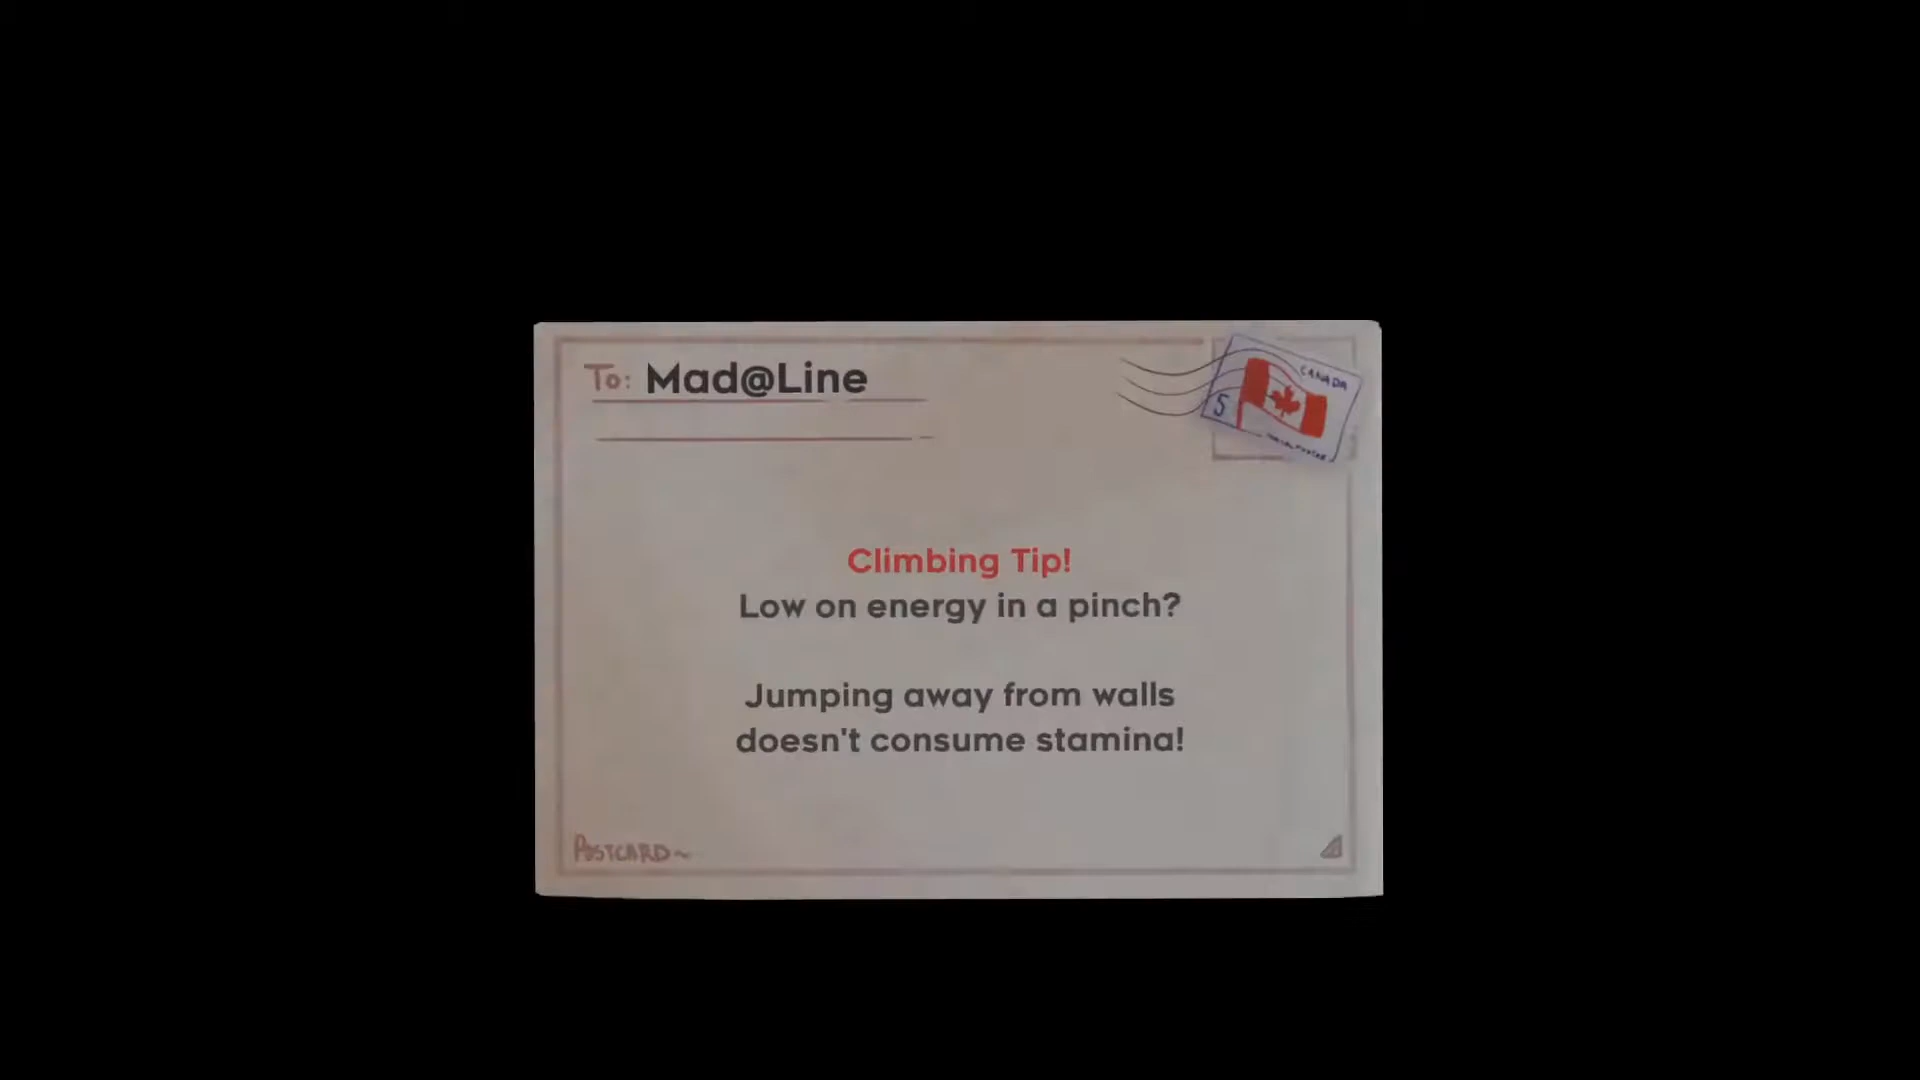 To: Mad@Line
CANADA
5
Climbing Tip!
Low on energy in a pinch?
Jumping away from walls
doesn't consume stamina!
POSTCARD~